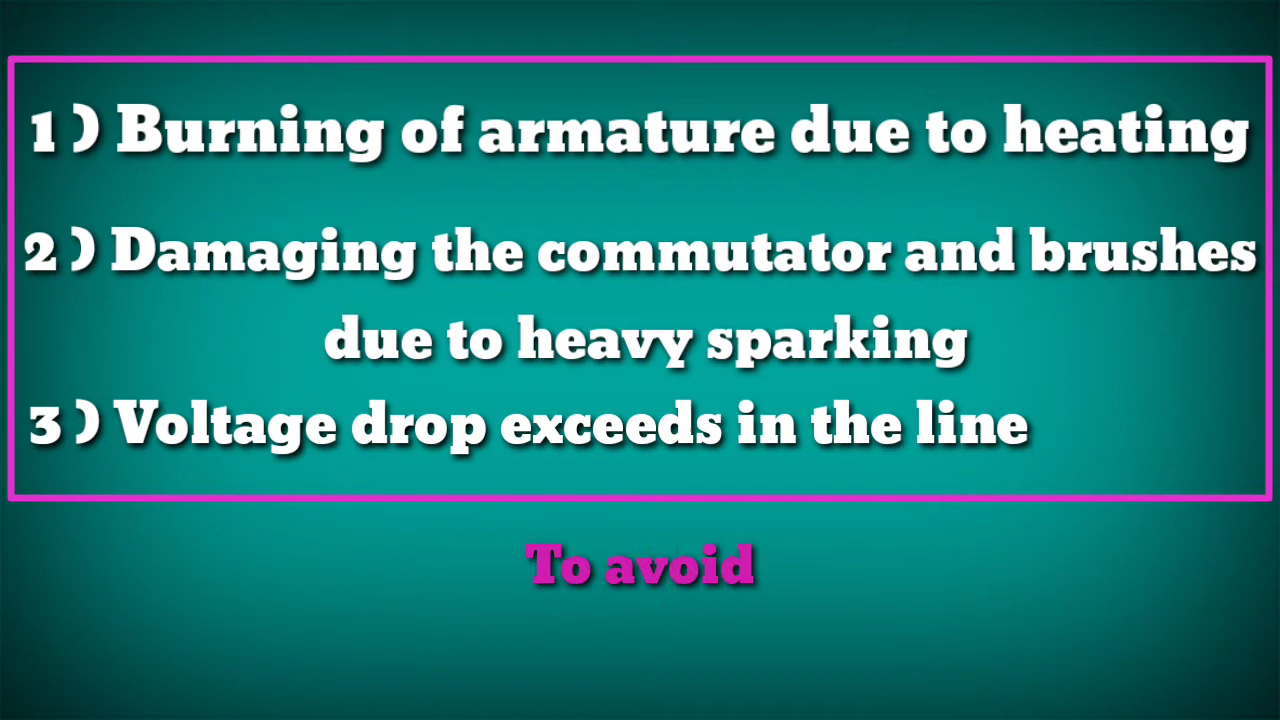 1 ) Burning of armature due to heating
2 ) Damaging the commutator and brushes
due to heavy sparking
3 ) Voltage drop exceeds in the line
To avoid